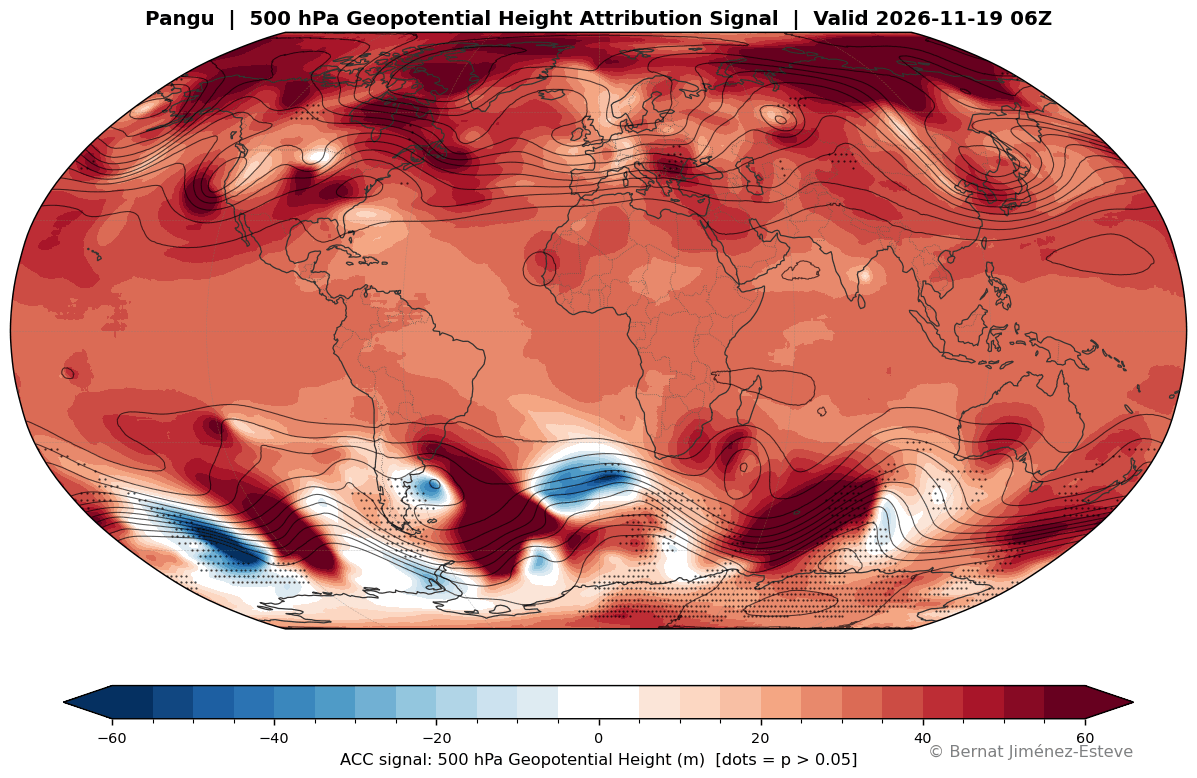 Pangu | 500 hPa Geopotential Height Attribution Signal | Valid 2026-11-19 06Z
−60 −40 −20 0 20 40 60
© Bernat Jiménez-Esteve
ACC signal: 500 hPa Geopotential Height (m) [dots = p > 0.05]